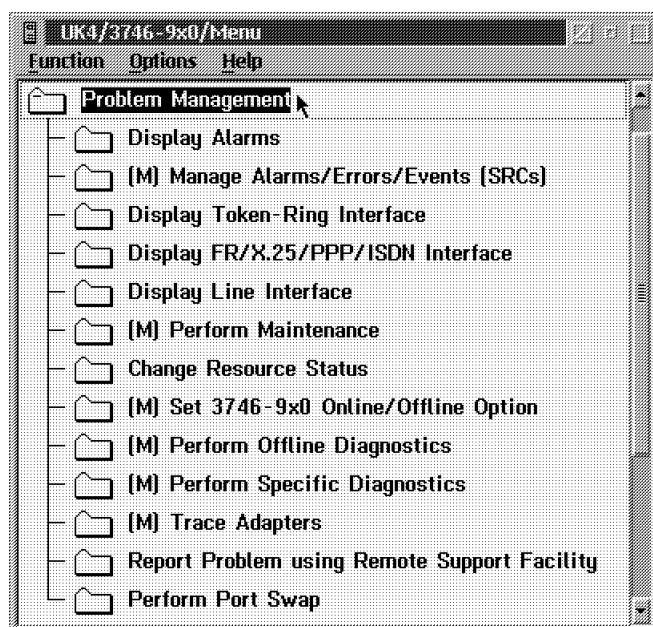 UK4/3746-9x0/Menu
Function Options Help
Problem Management
Display Alarms
(M) Manage Alarms/Errors/Events (SRCs)
Display Token-Ring Interface
Display FR/X.25/PPP/ISDN Interface
Display Line Interface
(M) Perform Maintenance
Change Resource Status
(M) Set 3746-9x0 Online/Offline Option
(M) Perform Offline Diagnostics
(M) Perform Specific Diagnostics
(M) Trace Adapters
Report Problem using Remote Support Facility
Perform Port Swap